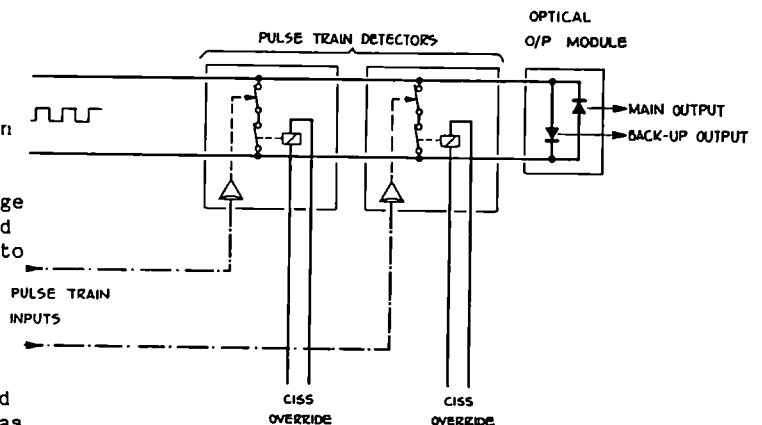 OPTICAL
O/P MODULE
PULSE TRAIN DETECTORS
MAIN OUTPUT
BACK-UP OUTPUT
n
ge
d
to
PULSE TRAIN
INPUTS
d
as
CISS
OVERRIDE
CISS
OVERRIDE